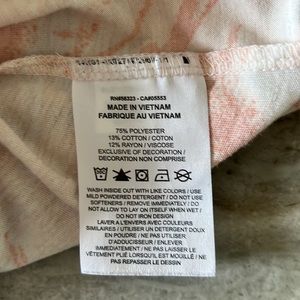 MADE IN VIETNAM
FABRIQUE AU VIETNAM
75% POLYESTER
13% COTTON / COTON
12% RAYON / VISCOSE
EXCLUSIVE OF DECORATION /
DECORATION NON COMPRISE
WASH INSIDE OUT WITH LIKE COLORS / USE
MILD POWDERED DETERGENT / DO NOT USE
SOFTENERS / REMOVE IMMEDIATELY / DO
NOT ALLOW TO LAY ON ITSELF WHEN WET /
DO NOT IRON DESIGN
LAVER A L'ENVERS AVEC COULEURS
SIMILAIRES / UTILISER UN DETERGENT DOUX
EN POUDRE / NE PAS UTILISER
D'ADOUCISSEUR / ENLEVER
IMMEDIATEMENT / NE PAS LAISSER LE
VÊTEMENT PLIÉ LORSQU'IL EST MOUILLÉ / NE
PAS REPASSER LE DESSIN